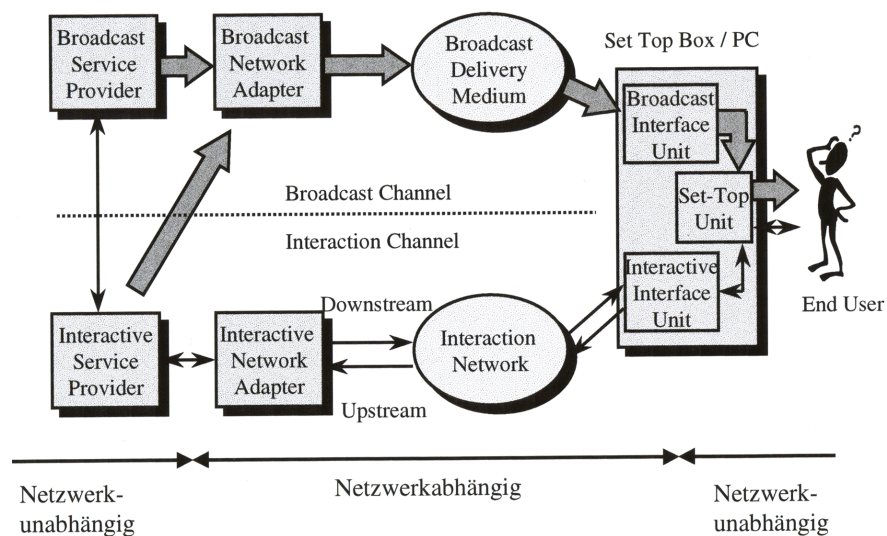 Broadcast
Service
Provider
Broadcast
Network
Adapter
Broadcast
Delivery
Medium
Set Top Box / PC
Broadcast
Interface
Unit
?
Set-Top
Unit
Broadcast Channel
Interaction Channel
Interactive
Interface
Unit
End User
Downstream
Interactive
Service
Provider
Interactive
Network
Adapter
Interaction
Network
Upstream
Netzwerk-
unabhängig
Netzwerkabhängig
Netzwerk-
unabhängig